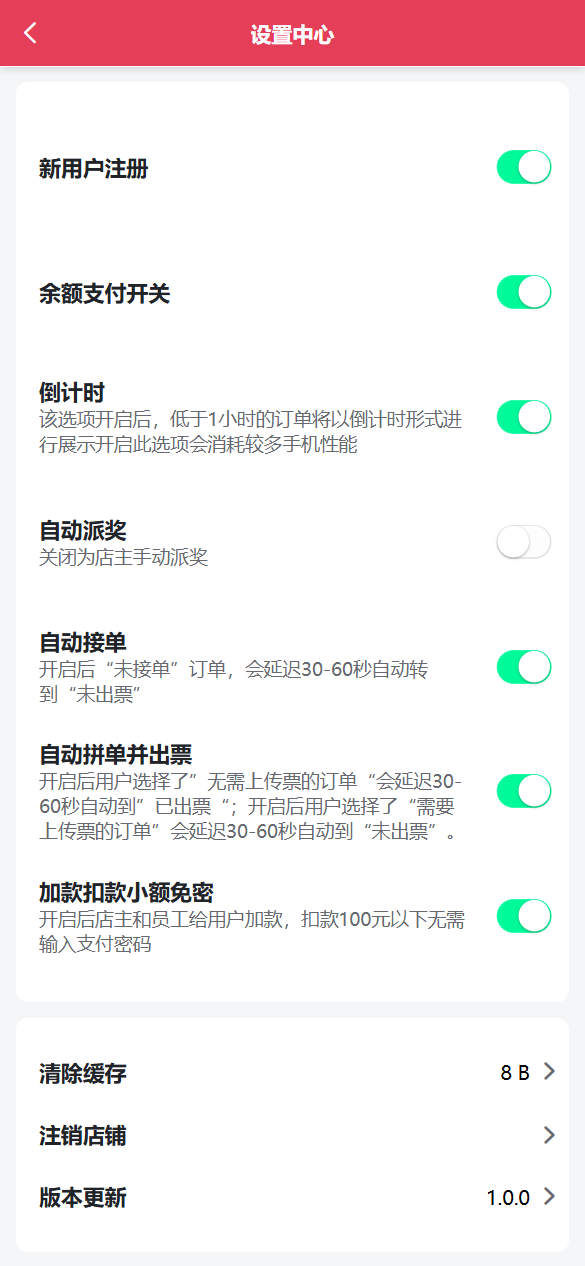 设置中心
新用户注册
余额支付开关
倒计时
该选项开启后，低于1小时的订单将以倒计时形式进
行展示开启此选项会消耗较多手机性能
自动派奖
关闭为店主手动派奖
自动接单
开启后“未接单”订单，会延迟30-60秒自动转
到“未出票”
自动拼单并出票
开启后用户选择了”无需上传票的订单“会延迟30-
60秒自动到”已出票“；开启后用户选择了“需要
上传票的订单”会延迟30-60秒自动到“未出票”。
加款扣款小额免密
开启后店主和员工给用户加款，扣款100元以下无需
输入支付密码
清除缓存 8 B
注销店铺
版本更新 1.0.0